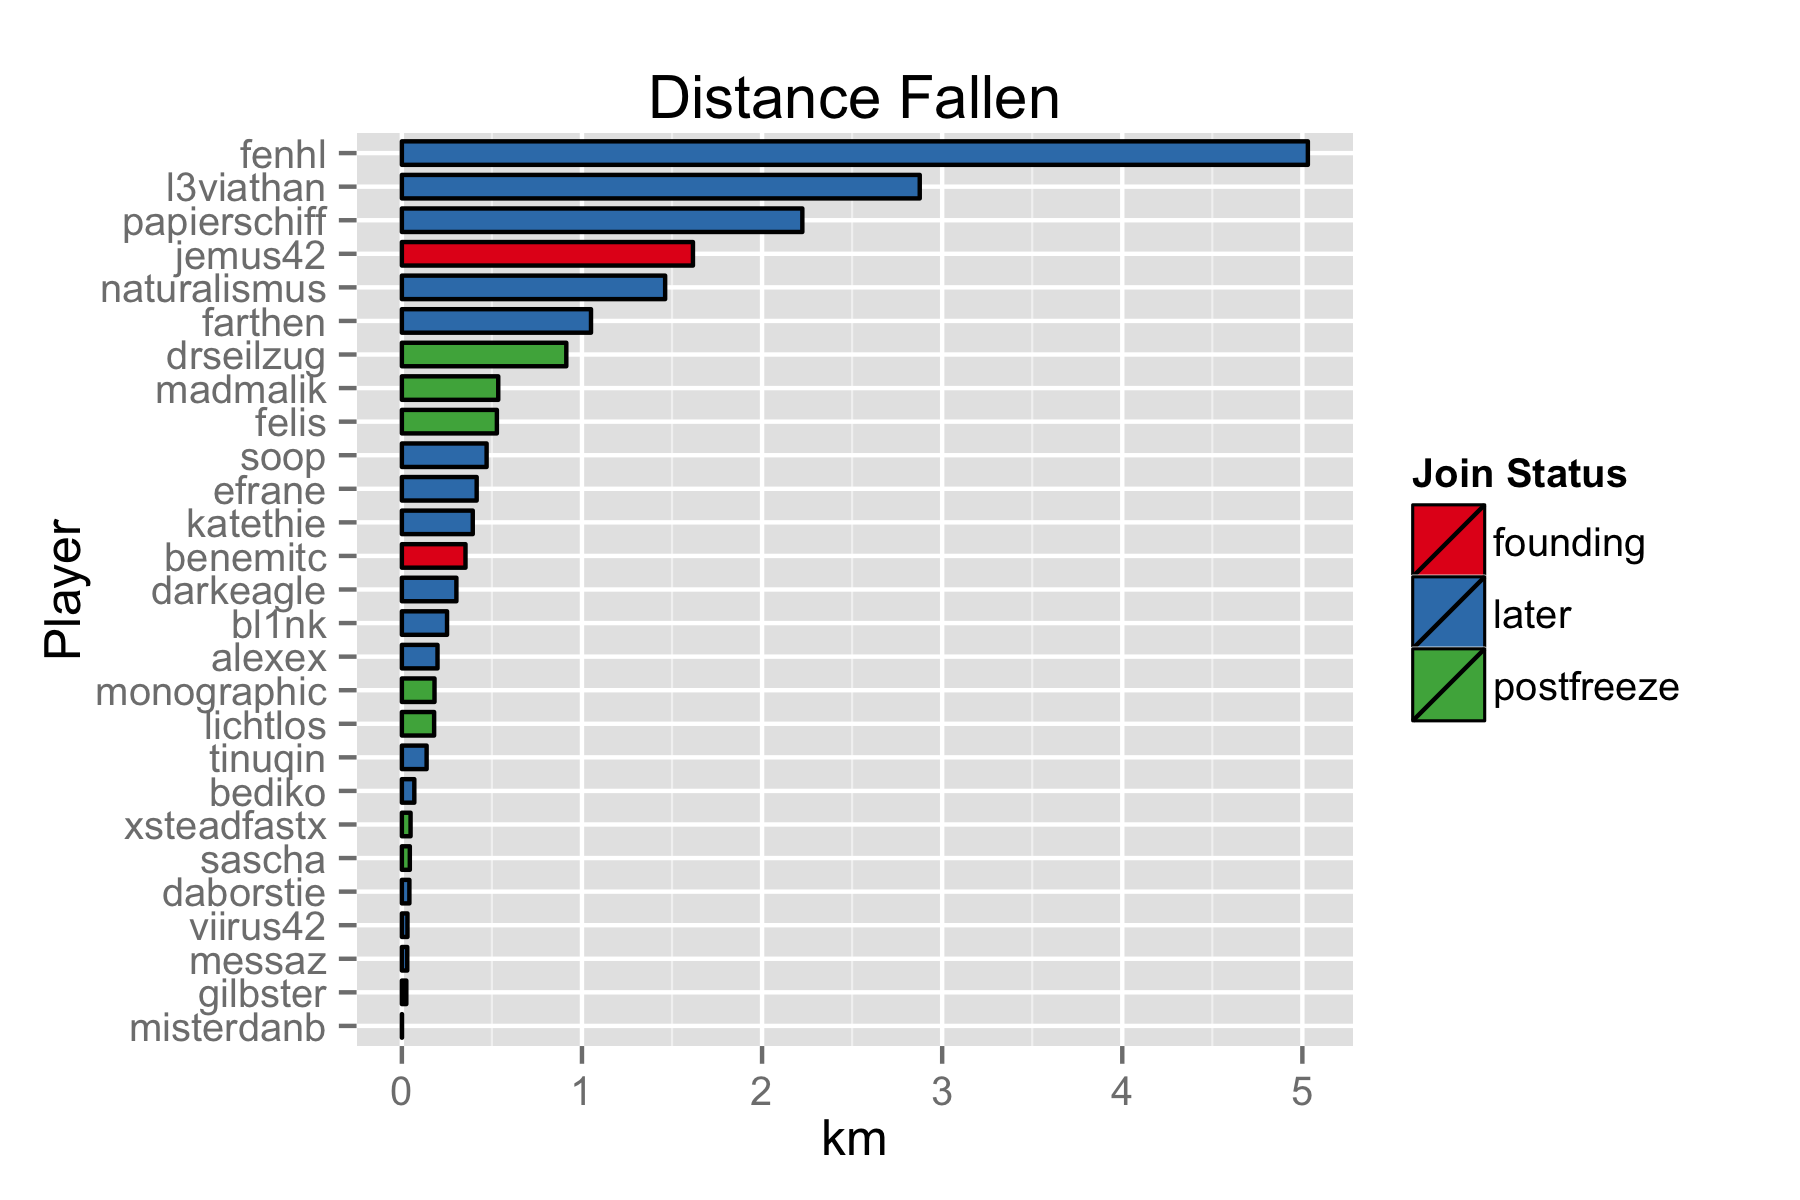 Distance Fallen
fenhl
l3viathan
papierschiff
jemus42
naturalismus
farthen
drseilzug
madmalik
felis
soop
efrane
katethie
benemitc
darkeagle
bl1nk
alexex
monographic
lichtlos
tinuqin
bediko
xsteadfastx
sascha
daborstie
viirus42
messaz
gilbster
misterdanb
Player
0 1 2 3 4 5
km
Join Status
founding
later
postfreeze